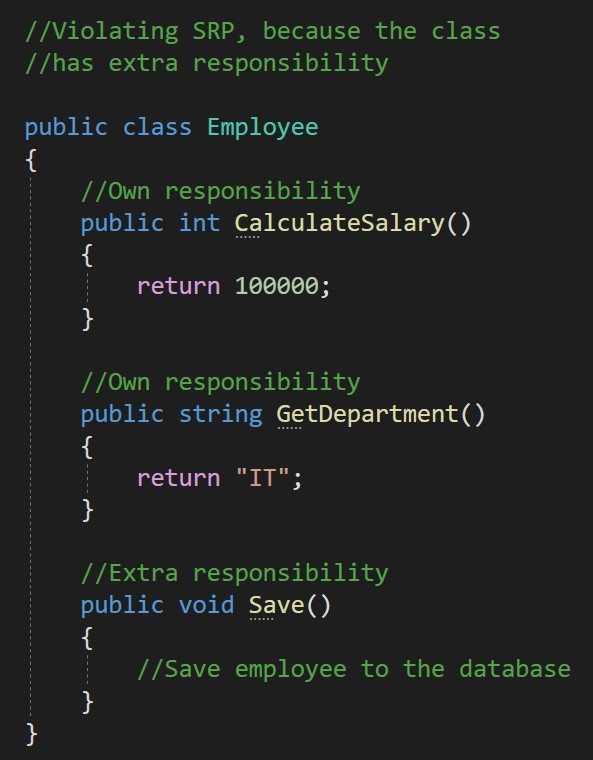 //Violating SRP, because the class
//has extra responsibility
public class Employee
{
//Own responsibility
public int CalculateSalary()
{
return 100000;
}
//Own responsibility
public string GetDepartment()
{
return "IT";
}
//Extra responsibility
public void Save()
{
//Save employee to the database
}
}